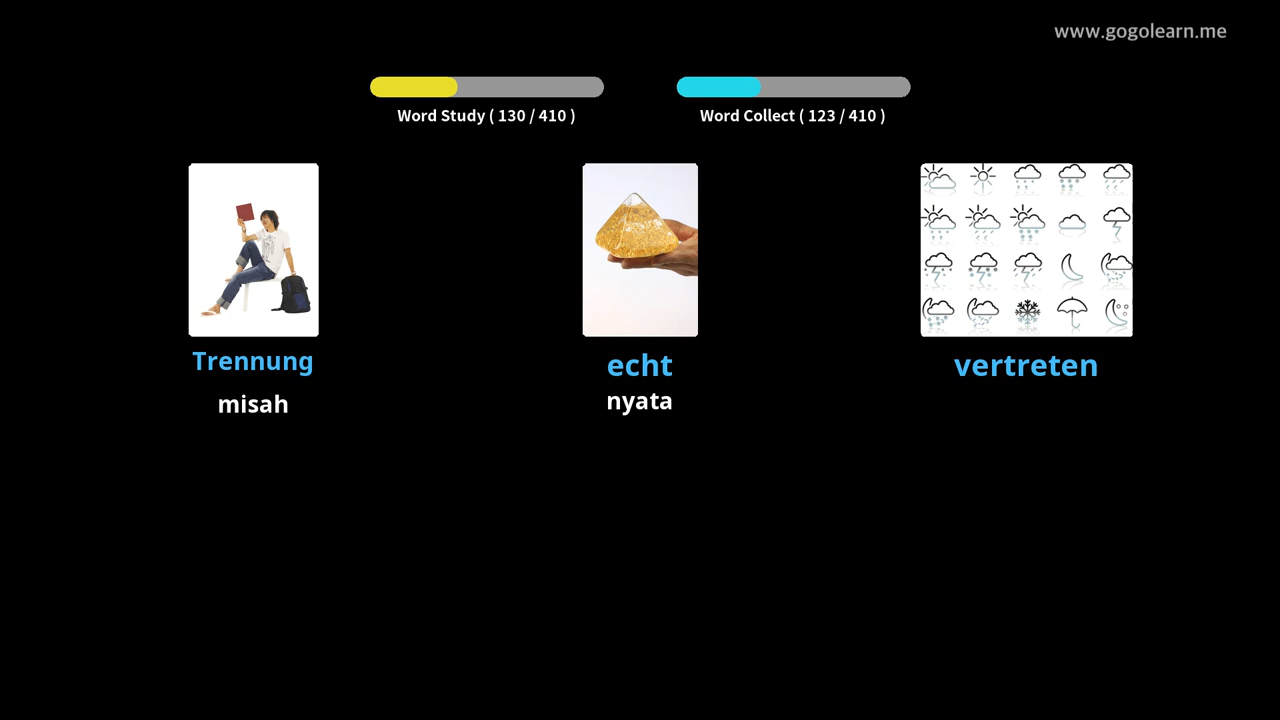 www.gogolearn.me
Word Study ( 130 / 410 )
Word Collect ( 123 / 410 )
Trennung
misah
echt
nyata
vertreten